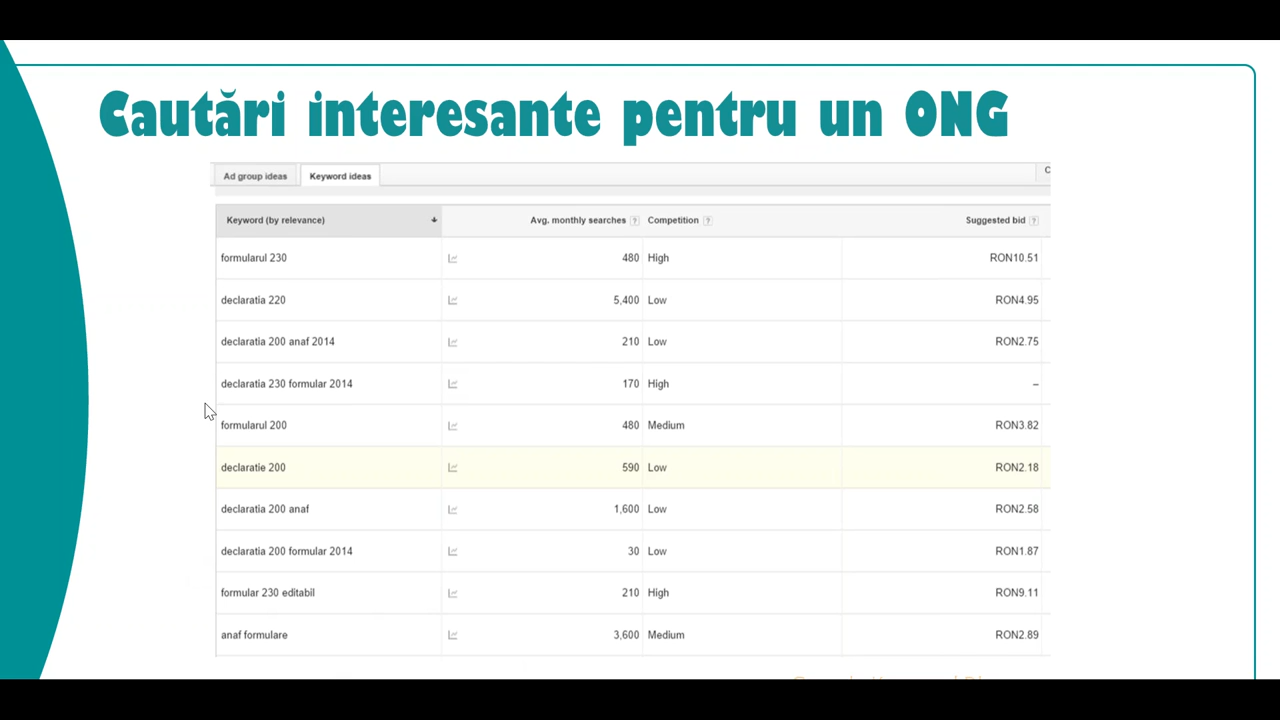 Cautări interesante pentru un ONG
Ad group ideas Keyword ideas C
Keyword (by relevance) Avg. monthly searches ? Competition ? Suggested bid ?
formularul 230 480 High RON10.51
declaratia 220 5,400 Low RON4.95
declaratia 200 anaf 2014 210 Low RON2.75
declaratia 230 formular 2014 170 High –
formularul 200 480 Medium RON3.82
declaratie 200 590 Low RON2.18
declaratia 200 anaf 1,600 Low RON2.58
declaratia 200 formular 2014 30 Low RON1.87
formular 230 editabil 210 High RON9.11
anaf formulare 3,600 Medium RON2.89